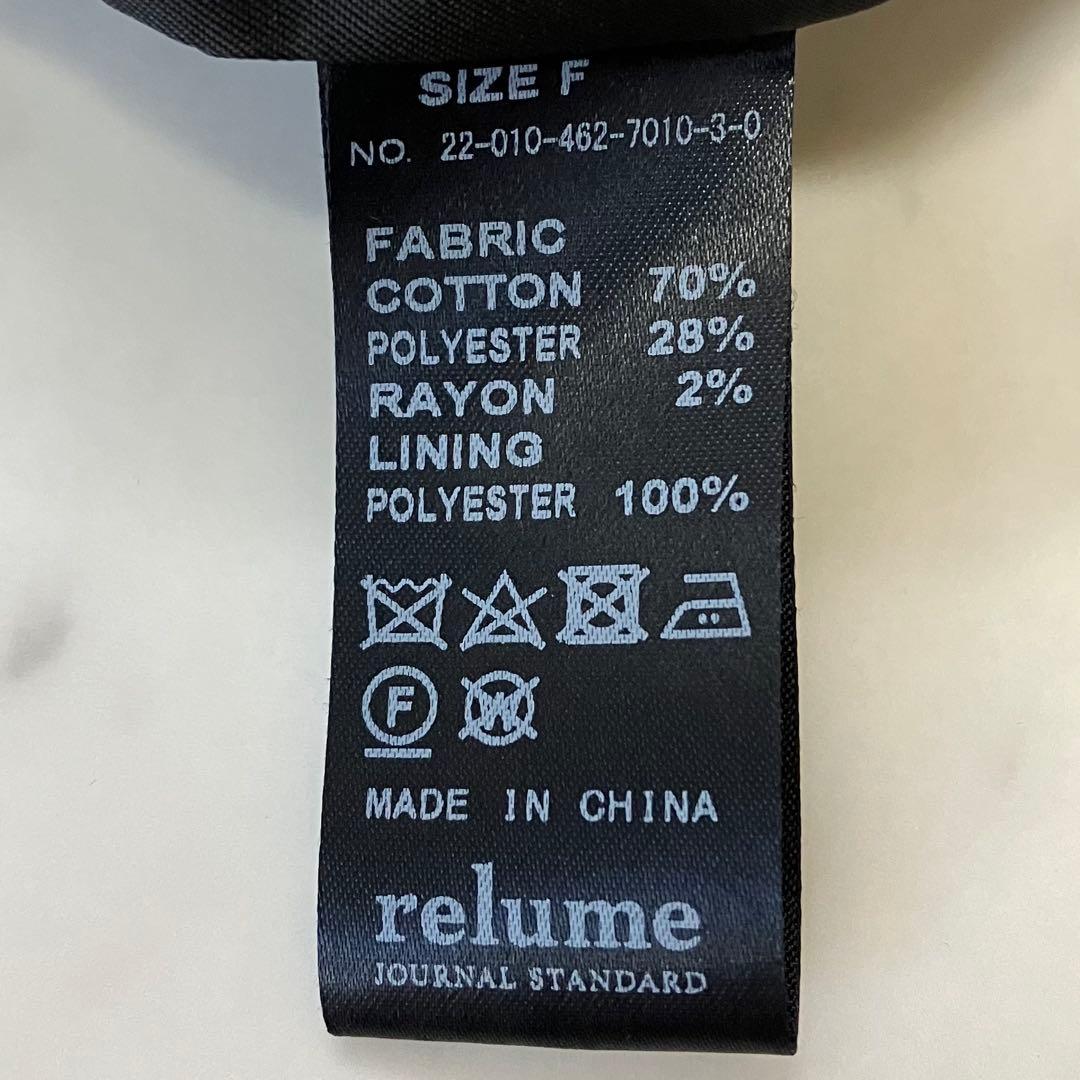 SIZE F
NO. 22-010-462-7010-3-0
FABRIC
COTTON 70%
POLYESTER 28%
RAYON 2%
LINING
POLYESTER 100%
F W
MADE IN CHINA
relume
JOURNAL STANDARD